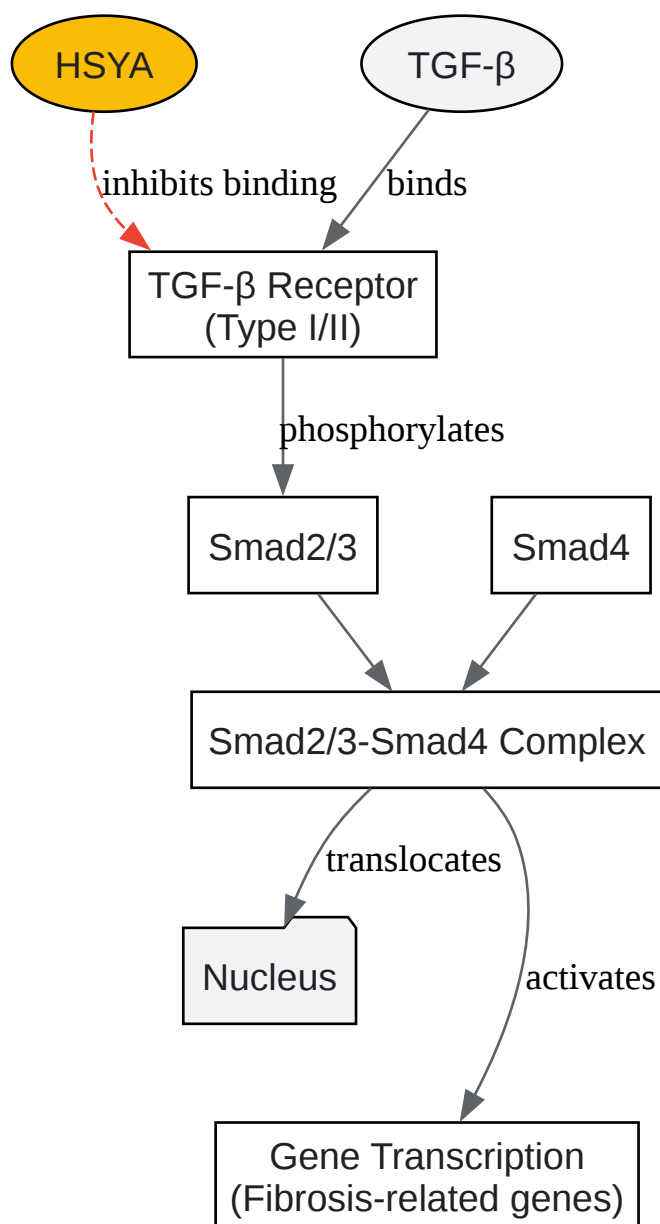 HSYA
TGF-β
inhibits binding
binds
TGF-β Receptor
(Type I/II)
phosphorylates
Smad2/3
Smad4
Smad2/3-Smad4 Complex
translocates
Nucleus
activates
Gene Transcription
(Fibrosis-related genes)